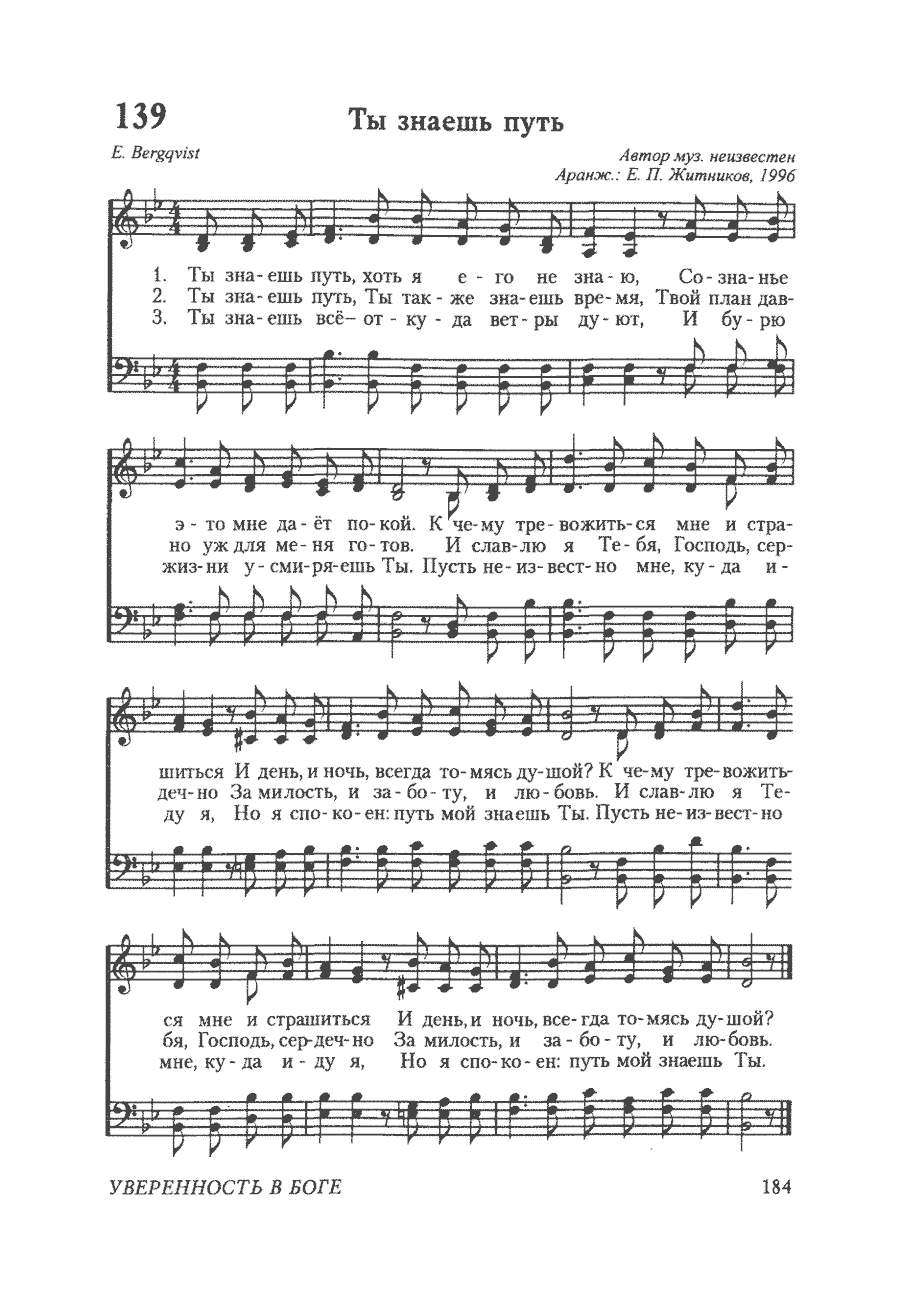 139
Ты знаешь путь
E. Bergqvist
Автор муз. неизвестен
Аранж.: Е. П. Житников, 1996
1. Ты зна- ешь путь, хоть я е - го не зна - ю, Со - зна - нье
2. Ты зна- ешь путь, Ты так - же зна - ешь вре - мя, Твой план дав-
3. Ты зна- ешь всё– от - ку - да вет - ры ду - ют, И бу - рю
э - то мне да - ёт по- кой. К че-му тре - вожить-ся мне и стра-
но уж для ме - ня го - тов. И слав-лю я Те - бя, Господь, сер-
жиз- ни у - сми-ря-ешь Ты. Пусть не - из- вест- но мне, ку - да и -
шиться И день, и ночь, всегда то- мясь ду-шой? К че-му тре- вожить-
деч- но За милость, и за - бо - ту, и лю - бовь. И слав - лю я Те-
ду я, Но я спо- ко- ен: путь мой знаешь Ты. Пусть не- из- вест- но
ся мне и страшиться И день, и ночь, все- гда то-мясь ду- шой?
бя, Господь, сер-деч- но За милость, и за - бо - ту, и лю-бовь.
мне, ку - да и - ду я, Но я спо- ко- ен: путь мой знаешь Ты.
УВЕРЕННОСТЬ В БОГЕ
184